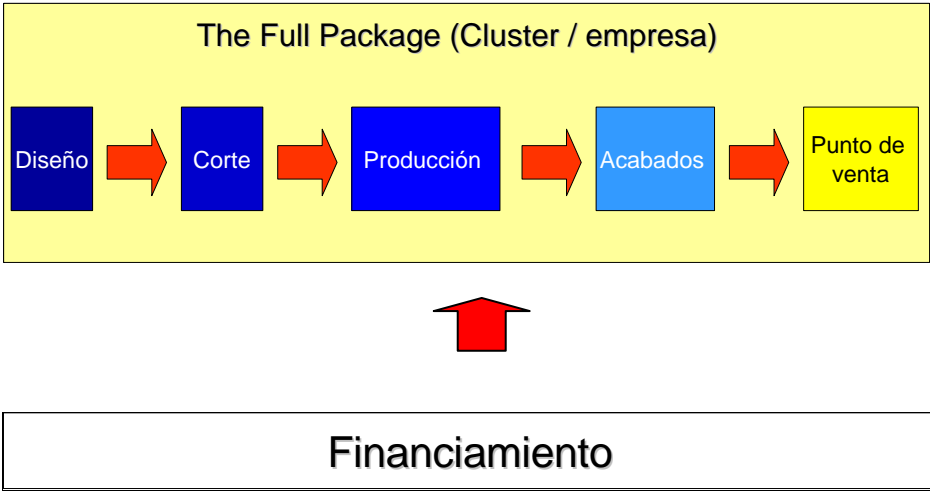 The Full Package (Cluster / empresa)
Diseño
Corte
Producción
Acabados
Punto de
venta
Financiamiento